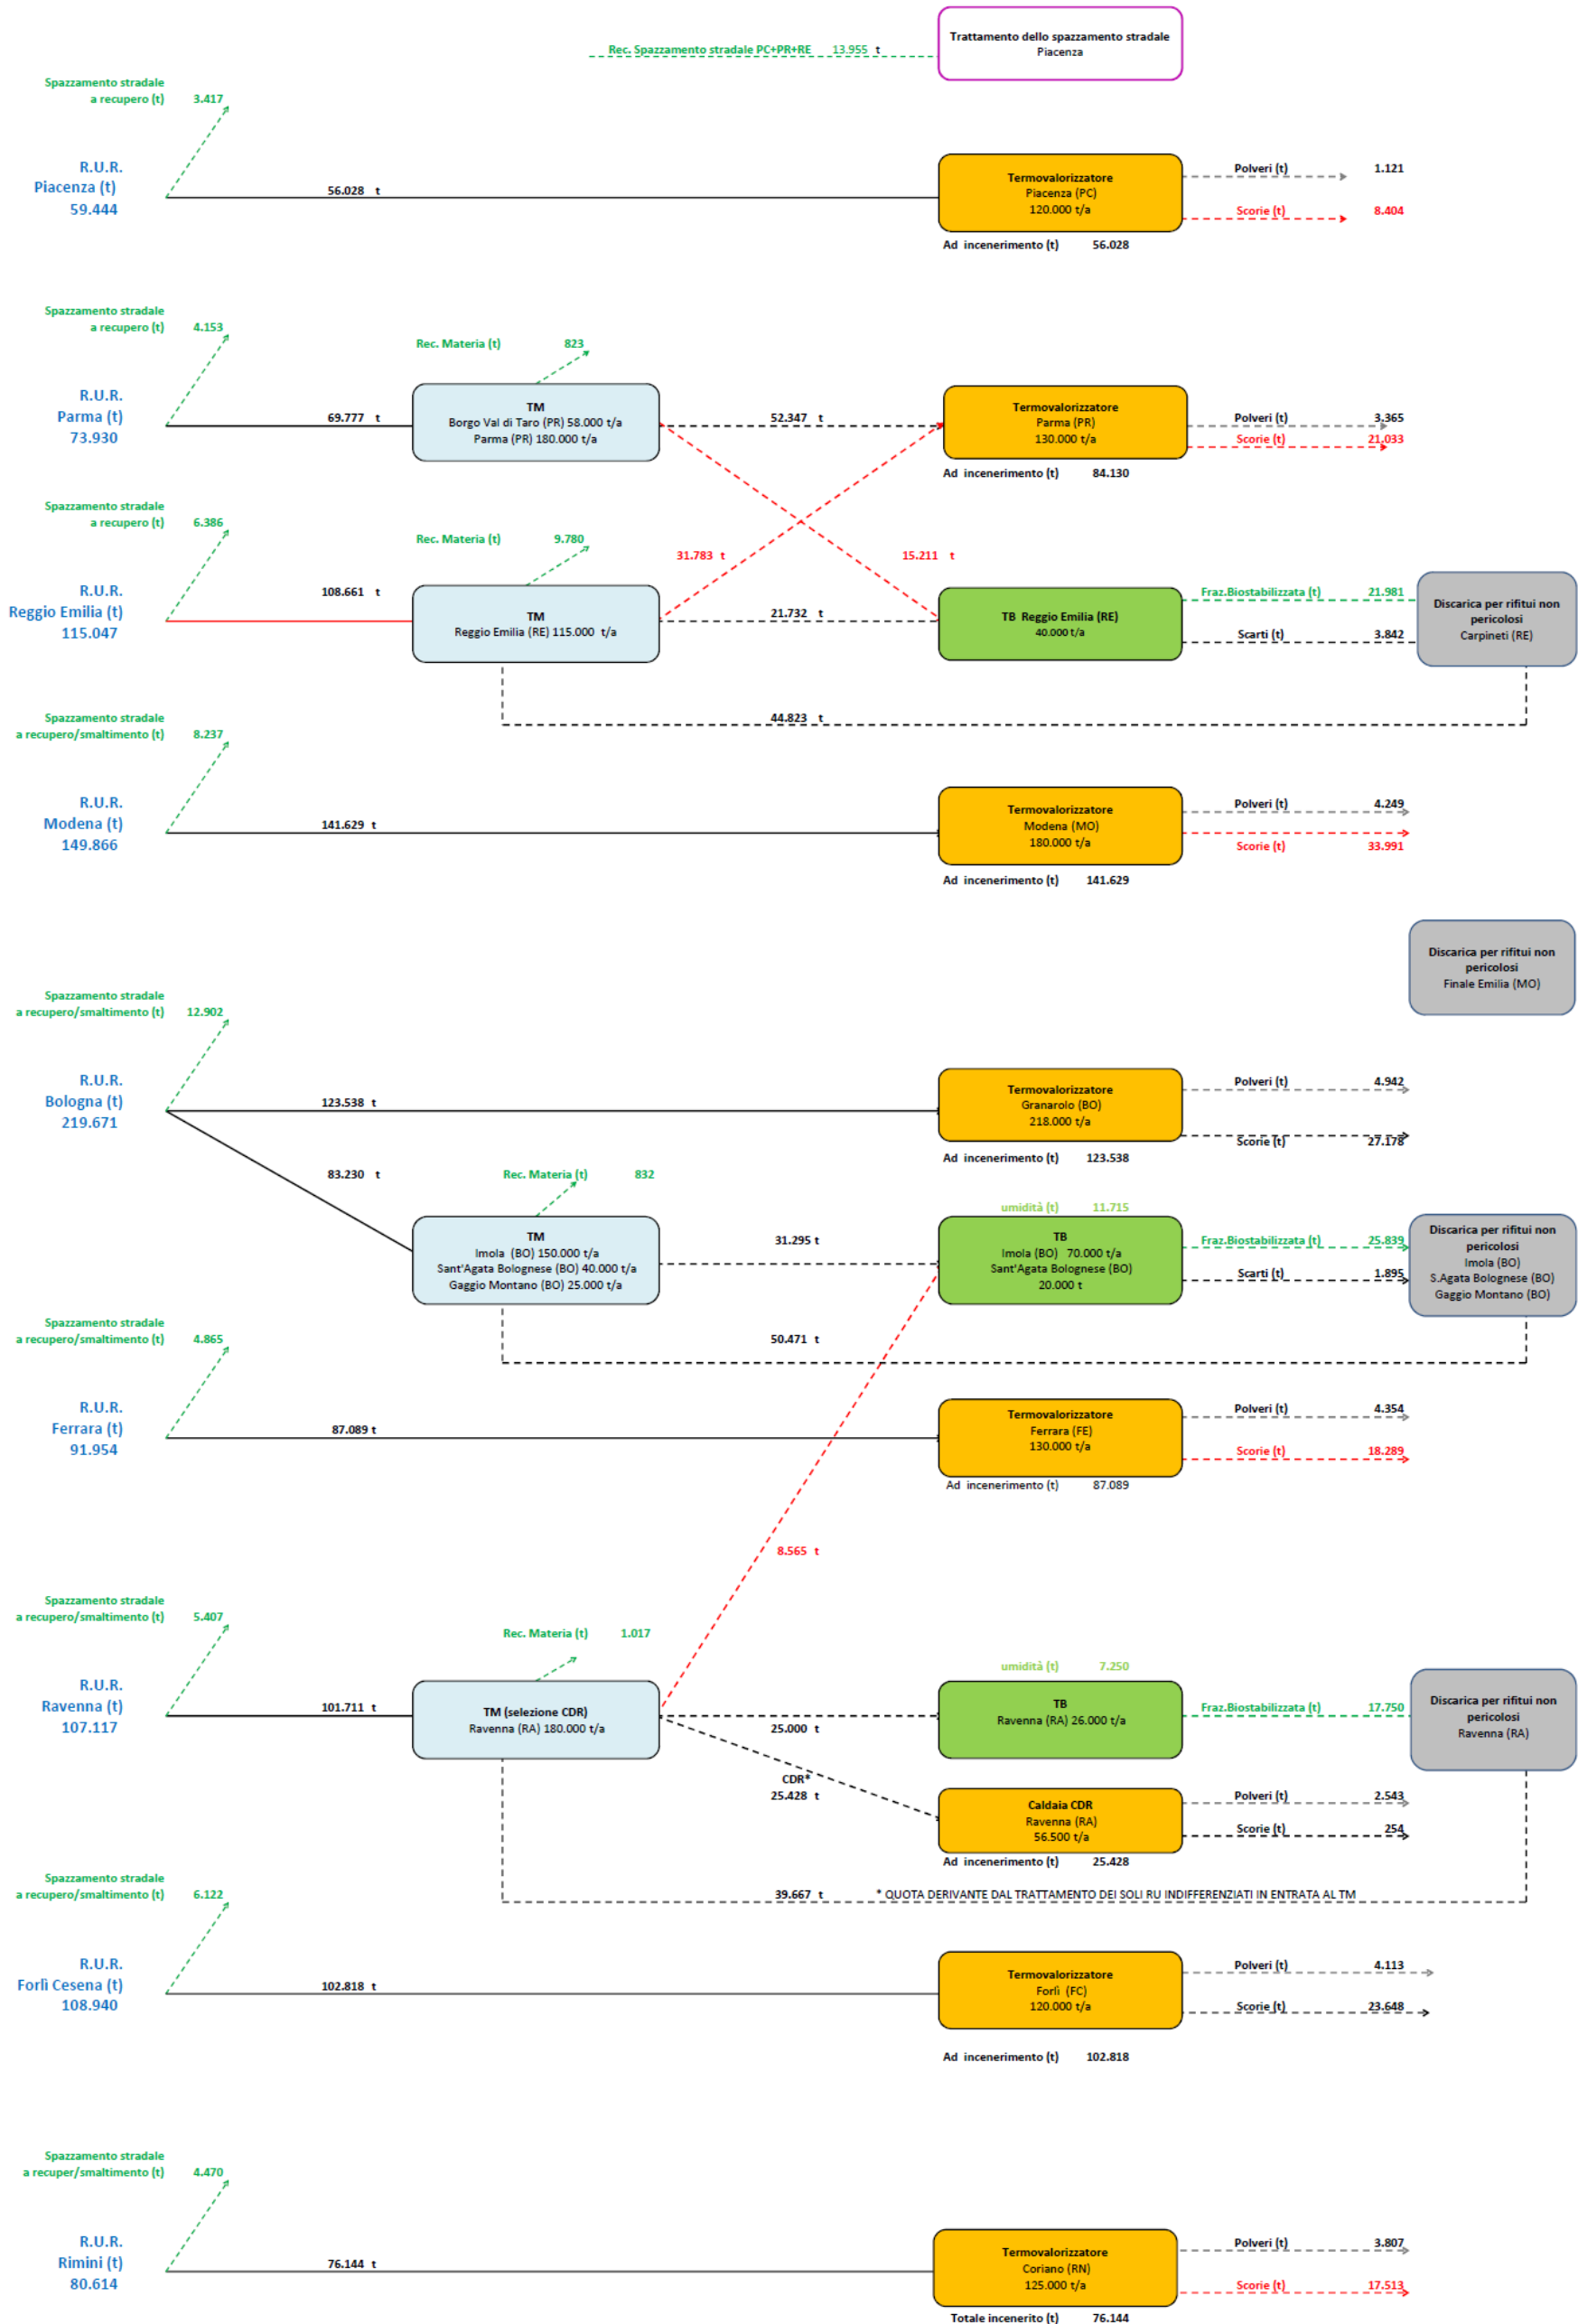 Rec. Spazzamento stradale PC+PR+RE 13.955 t
Trattamento dello spazzamento stradale
Piacenza
Spazzamento stradale
a recupero (t) 3.417
R.U.R.
Piacenza (t)
59.444
56.028 t
Termovalorizzatore
Piacenza (PC)
120.000 t/a
Ad incenerimento (t) 56.028
Polveri (t) 1.121
Scorie (t) 8.404
Spazzamento stradale
a recupero (t) 4.153
R.U.R.
Parma (t)
73.930
69.777 t
Rec. Materia (t) 823
TM
Borgo Val di Taro (PR) 58.000 t/a
Parma (PR) 180.000 t/a
52.347 t
Termovalorizzatore
Parma (PR)
130.000 t/a
Ad incenerimento (t) 84.130
Polveri (t) 3.365
Scorie (t) 21.033
Spazzamento stradale
a recupero (t) 6.386
R.U.R.
Reggio Emilia (t)
115.047
108.661 t
Rec. Materia (t) 9.780
TM
Reggio Emilia (RE) 115.000 t/a
31.783 t
15.211 t
21.732 t
TB Reggio Emilia (RE)
40.000 t/a
Fraz.Biostabilizzata (t) 21.981
Scarti (t) 3.842
Discarica per rifitui non
pericolosi
Carpineti (RE)
44.823 t
Spazzamento stradale
a recupero/smaltimento (t) 8.237
R.U.R.
Modena (t)
149.866
141.629 t
Termovalorizzatore
Modena (MO)
180.000 t/a
Ad incenerimento (t) 141.629
Polveri (t) 4.249
Scorie (t) 33.991
Discarica per rifitui non
pericolosi
Finale Emilia (MO)
Spazzamento stradale
a recupero/smaltimento (t) 12.902
R.U.R.
Bologna (t)
219.671
123.538 t
Termovalorizzatore
Granarolo (BO)
218.000 t/a
Ad incenerimento (t) 123.538
Polveri (t) 4.942
Scorie (t) 27.178
83.230 t
Rec. Materia (t) 832
TM
Imola (BO) 150.000 t/a
Sant'Agata Bolognese (BO) 40.000 t/a
Gaggio Montano (BO) 25.000 t/a
31.295 t
umidità (t) 11.715
TB
Imola (BO) 70.000 t/a
Sant'Agata Bolognese (BO)
20.000 t
Fraz.Biostabilizzata (t) 25.839
Scarti (t) 1.895
Discarica per rifitui non
pericolosi
Imola (BO)
S.Agata Bolognese (BO)
Gaggio Montano (BO)
50.471 t
Spazzamento stradale
a recupero/smaltimento (t) 4.865
R.U.R.
Ferrara (t)
91.954
87.089 t
Termovalorizzatore
Ferrara (FE)
130.000 t/a
Ad incenerimento (t) 87.089
Polveri (t) 4.354
Scorie (t) 18.289
8.565 t
Spazzamento stradale
a recupero/smaltimento (t) 5.407
R.U.R.
Ravenna (t)
107.117
101.711 t
Rec. Materia (t) 1.017
TM (selezione CDR)
Ravenna (RA) 180.000 t/a
25.000 t
umidità (t) 7.250
TB
Ravenna (RA) 26.000 t/a
Fraz.Biostabilizzata (t) 17.750
Discarica per rifitui non
pericolosi
Ravenna (RA)
CDR*
25.428 t
Caldaia CDR
Ravenna (RA)
56.500 t/a
Ad incenerimento (t) 25.428
Polveri (t) 2.543
Scorie (t) 254
39.667 t * QUOTA DERIVANTE DAL TRATTAMENTO DEI SOLI RU INDIFFERENZIATI IN ENTRATA AL TM
Spazzamento stradale
a recupero/smaltimento (t) 6.122
R.U.R.
Forlì Cesena (t)
108.940
102.818 t
Termovalorizzatore
Forlì (FC)
120.000 t/a
Ad incenerimento (t) 102.818
Polveri (t) 4.113
Scorie (t) 23.648
Spazzamento stradale
a recuper/smaltimento (t) 4.470
R.U.R.
Rimini (t)
80.614
76.144 t
Termovalorizzatore
Coriano (RN)
125.000 t/a
Totale incenerito (t) 76.144
Polveri (t) 3.807
Scorie (t) 17.513